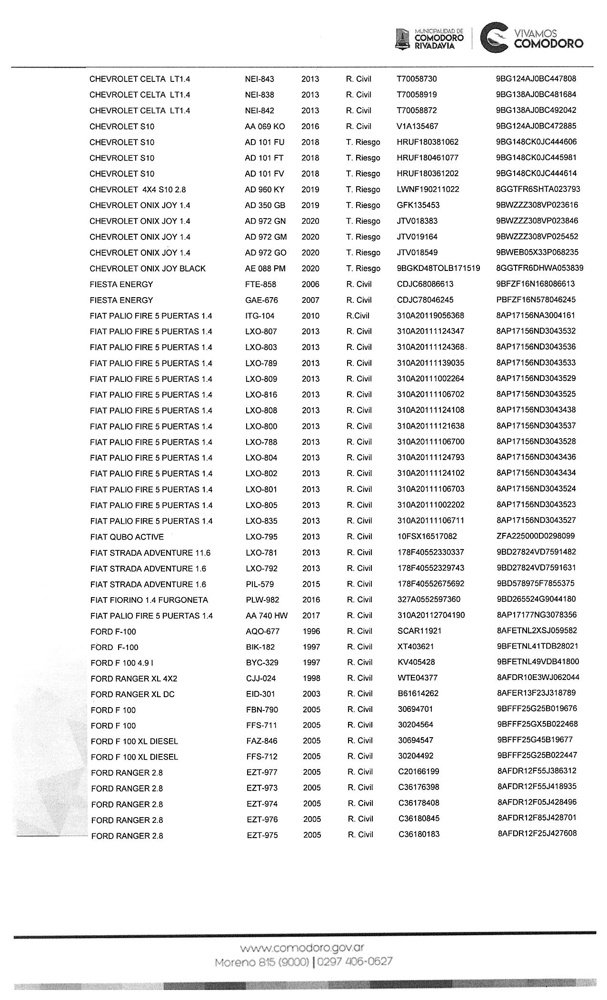 MUNICIPALIDAD DE
COMODORO
RIVADAVIA
VIVAMOS
COMODORO
CHEVROLET CELTA LT1.4 NEI-843 2013 R. Civil T70058730 9BG124AJ0BC447808
CHEVROLET CELTA LT1.4 NEI-838 2013 R. Civil T70058919 9BG138AJ0BC481684
CHEVROLET CELTA LT1.4 NEI-842 2013 R. Civil T70058872 9BG138AJ0BC492042
CHEVROLET S10 AA 069 KO 2016 R. Civil V1A135467 9BG124AJ0BC472885
CHEVROLET S10 AD 101 FU 2018 T. Riesgo HRUF180381062 9BG148CK0JC444606
CHEVROLET S10 AD 101 FT 2018 T. Riesgo HRUF180461077 9BG148CK0JC445981
CHEVROLET S10 AD 101 FV 2018 T. Riesgo HRUF180361202 9BG148CK0JC444614
CHEVROLET 4X4 S10 2.8 AD 960 KY 2019 T. Riesgo LWNF190211022 8GGTFR6SHTA023793
CHEVROLET ONIX JOY 1.4 AD 350 GB 2019 T. Riesgo GFK135453 9BWZZZ308VP023616
CHEVROLET ONIX JOY 1.4 AD 972 GN 2020 T. Riesgo JTV018383 9BWZZZ308VP023846
CHEVROLET ONIX JOY 1.4 AD 972 GM 2020 T. Riesgo JTV019164 9BWZZZ308VP025452
CHEVROLET ONIX JOY 1.4 AD 972 GO 2020 T. Riesgo JTV018549 9BWEB05X33P068235
CHEVROLET ONIX JOY BLACK AE 088 PM 2020 T. Riesgo 9BGKD48TOLB171519 8GGTFR6DHWA053839
FIESTA ENERGY FTE-858 2006 R. Civil CDJC68086613 9BFZF16N168086613
FIESTA ENERGY GAE-676 2007 R. Civil CDJC78046245 PBFZF16N578046245
FIAT PALIO FIRE 5 PUERTAS 1.4 ITG-104 2010 R.Civil 310A20119056368 8AP17156NA3004161
FIAT PALIO FIRE 5 PUERTAS 1.4 LXO-807 2013 R. Civil 310A20111124347 8AP17156ND3043532
FIAT PALIO FIRE 5 PUERTAS 1.4 LXO-803 2013 R. Civil 310A20111124368 8AP17156ND3043536
FIAT PALIO FIRE 5 PUERTAS 1.4 LXO-789 2013 R. Civil 310A20111139035 8AP17156ND3043533
FIAT PALIO FIRE 5 PUERTAS 1.4 LXO-809 2013 R. Civil 310A20111002264 8AP17156ND3043529
FIAT PALIO FIRE 5 PUERTAS 1.4 LXO-816 2013 R. Civil 310A20111106702 8AP17156ND3043525
FIAT PALIO FIRE 5 PUERTAS 1.4 LXO-808 2013 R. Civil 310A20111124108 8AP17156ND3043438
FIAT PALIO FIRE 5 PUERTAS 1.4 LXO-800 2013 R. Civil 310A20111121638 8AP17156ND3043537
FIAT PALIO FIRE 5 PUERTAS 1.4 LXO-788 2013 R. Civil 310A20111106700 8AP17156ND3043528
FIAT PALIO FIRE 5 PUERTAS 1.4 LXO-804 2013 R. Civil 310A20111124793 8AP17156ND3043436
FIAT PALIO FIRE 5 PUERTAS 1.4 LXO-802 2013 R. Civil 310A20111124102 8AP17156ND3043434
FIAT PALIO FIRE 5 PUERTAS 1.4 LXO-801 2013 R. Civil 310A20111106703 8AP17156ND3043524
FIAT PALIO FIRE 5 PUERTAS 1.4 LXO-805 2013 R. Civil 310A20111002202 8AP17156ND3043523
FIAT PALIO FIRE 5 PUERTAS 1.4 LXO-835 2013 R. Civil 310A20111106711 8AP17156ND3043527
FIAT QUBO ACTIVE LXO-795 2013 R. Civil 10FSX16517082 ZFA225000D0298099
FIAT STRADA ADVENTURE 11.6 LXO-781 2013 R. Civil 178F40552330337 9BD27824VD7591482
FIAT STRADA ADVENTURE 1.6 LXO-792 2013 R. Civil 178F40552329743 9BD27824VD7591631
FIAT STRADA ADVENTURE 1.6 PIL-579 2015 R. Civil 178F40552675692 9BD578975F7855375
FIAT FIORINO 1.4 FURGONETA PLW-982 2016 R. Civil 327A0552597360 9BD265524G9044180
FIAT PALIO FIRE 5 PUERTAS 1.4 AA 740 HW 2017 R. Civil 310A20112704190 8AP17177NG3078356
FORD F-100 AQO-677 1996 R. Civil SCAR11921 8AFETNL2XSJ059582
FORD F-100 BIK-182 1997 R. Civil XT403621 9BFETNL41TDB28021
FORD F 100 4.9 I BYC-329 1997 R. Civil KV405428 9BFETNL49VDB41800
FORD RANGER XL 4X2 CJJ-024 1998 R. Civil WTE04377 8AFDR10E3WJ062044
FORD RANGER XL DC EID-301 2003 R. Civil B61614262 8AFER13F23J318789
FORD F 100 FBN-790 2005 R. Civil 30694701 9BFFF25G25B019676
FORD F 100 FFS-711 2005 R. Civil 30204564 9BFFF25GX5B022468
FORD F 100 XL DIESEL FAZ-846 2005 R. Civil 30694547 9BFFF25G45B19677
FORD F 100 XL DIESEL FFS-712 2005 R. Civil 30204492 9BFFF25G25B022447
FORD RANGER 2.8 EZT-977 2005 R. Civil C20166199 8AFDR12F55J386312
FORD RANGER 2.8 EZT-973 2005 R. Civil C36176398 8AFDR12F55J418935
FORD RANGER 2.8 EZT-974 2005 R. Civil C36178408 8AFDR12F05J428496
FORD RANGER 2.8 EZT-976 2005 R. Civil C36180845 8AFDR12F85J428701
FORD RANGER 2.8 EZT-975 2005 R. Civil C36180183 8AFDR12F25J427608
www.comodoro.gov.ar
Moreno 815 (9000) | 0297 406-0627